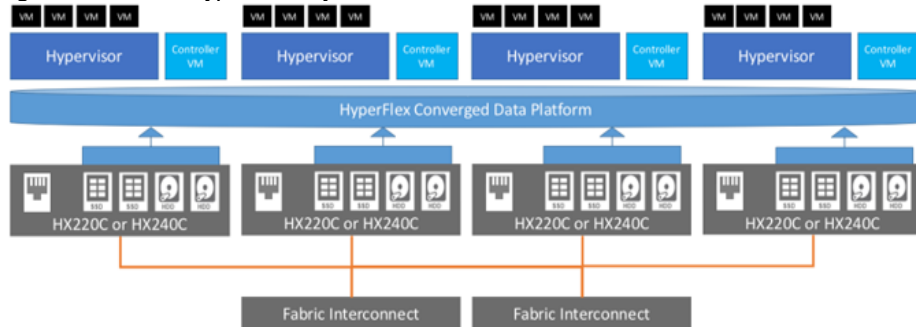 VM VM VM VM VM VM VM VM VM VM VM VM VM VM VM VM
Hypervisor Controller VM Hypervisor Controller VM Hypervisor Controller VM Hypervisor Controller VM
HyperFlex Converged Data Platform
SSD SSD HDD HDD SSD SSD HDD HDD SSD SSD HDD HDD SSD SSD HDD HDD
HX220C or HX240C HX220C or HX240C HX220C or HX240C HX220C or HX240C
Fabric Interconnect Fabric Interconnect